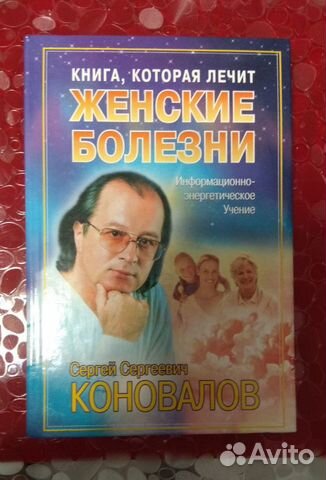 КНИГА, КОТОРАЯ ЛЕЧИТ
ЖЕНСКИЕ
БОЛЕЗНИ
Информационно-
энергетическое
Учение
Сергей Сергеевич
КОНОВАЛОВ
Avito